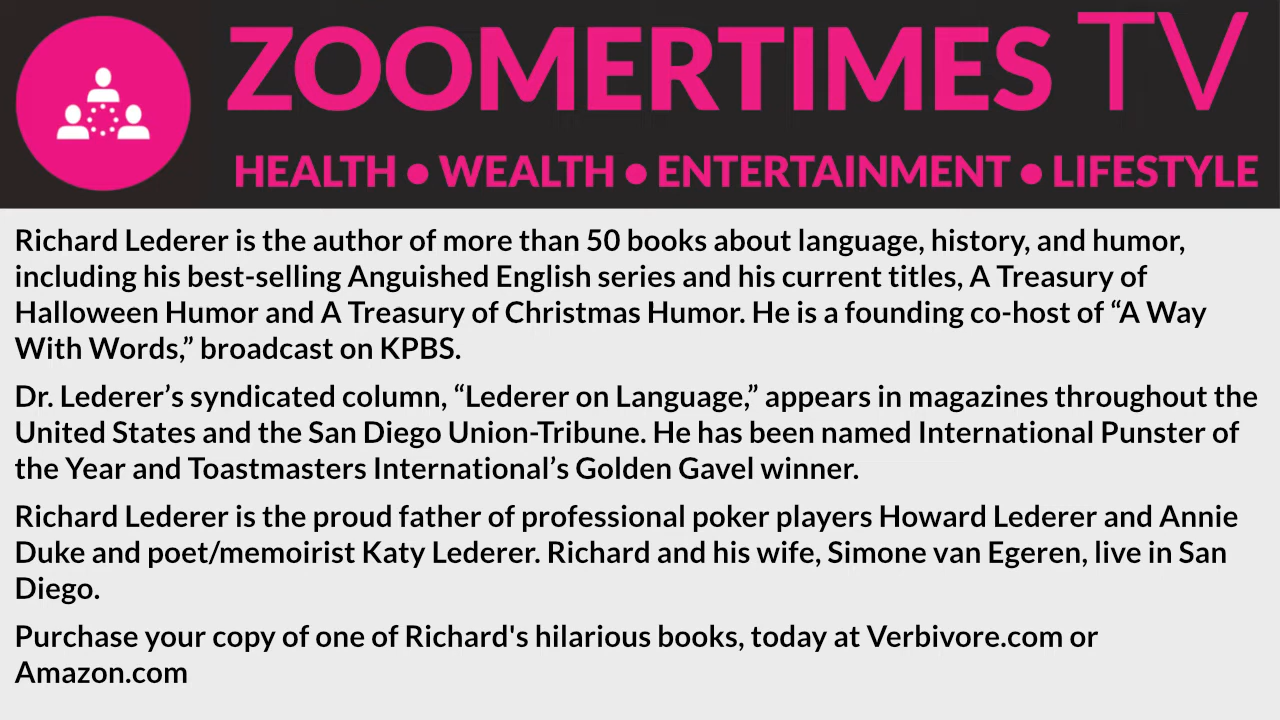 ZOOMERTIMES TV
HEALTH ● WEALTH ● ENTERTAINMENT ● LIFESTYLE
Richard Lederer is the author of more than 50 books about language, history, and humor,
including his best-selling Anguished English series and his current titles, A Treasury of
Halloween Humor and A Treasury of Christmas Humor. He is a founding co-host of “A Way
With Words,” broadcast on KPBS.
Dr. Lederer’s syndicated column, “Lederer on Language,” appears in magazines throughout the
United States and the San Diego Union-Tribune. He has been named International Punster of
the Year and Toastmasters International’s Golden Gavel winner.
Richard Lederer is the proud father of professional poker players Howard Lederer and Annie
Duke and poet/memoirist Katy Lederer. Richard and his wife, Simone van Egeren, live in San
Diego.
Purchase your copy of one of Richard's hilarious books, today at Verbivore.com or
Amazon.com